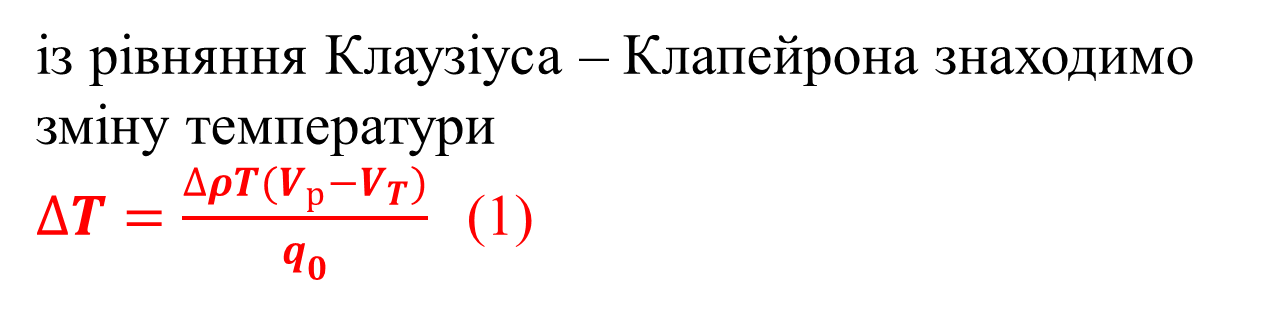 із рівняння Клаузіуса – Клапейрона знаходимо
зміну температури
ΔT = ΔρT(Vр−VT)/q0 (1)